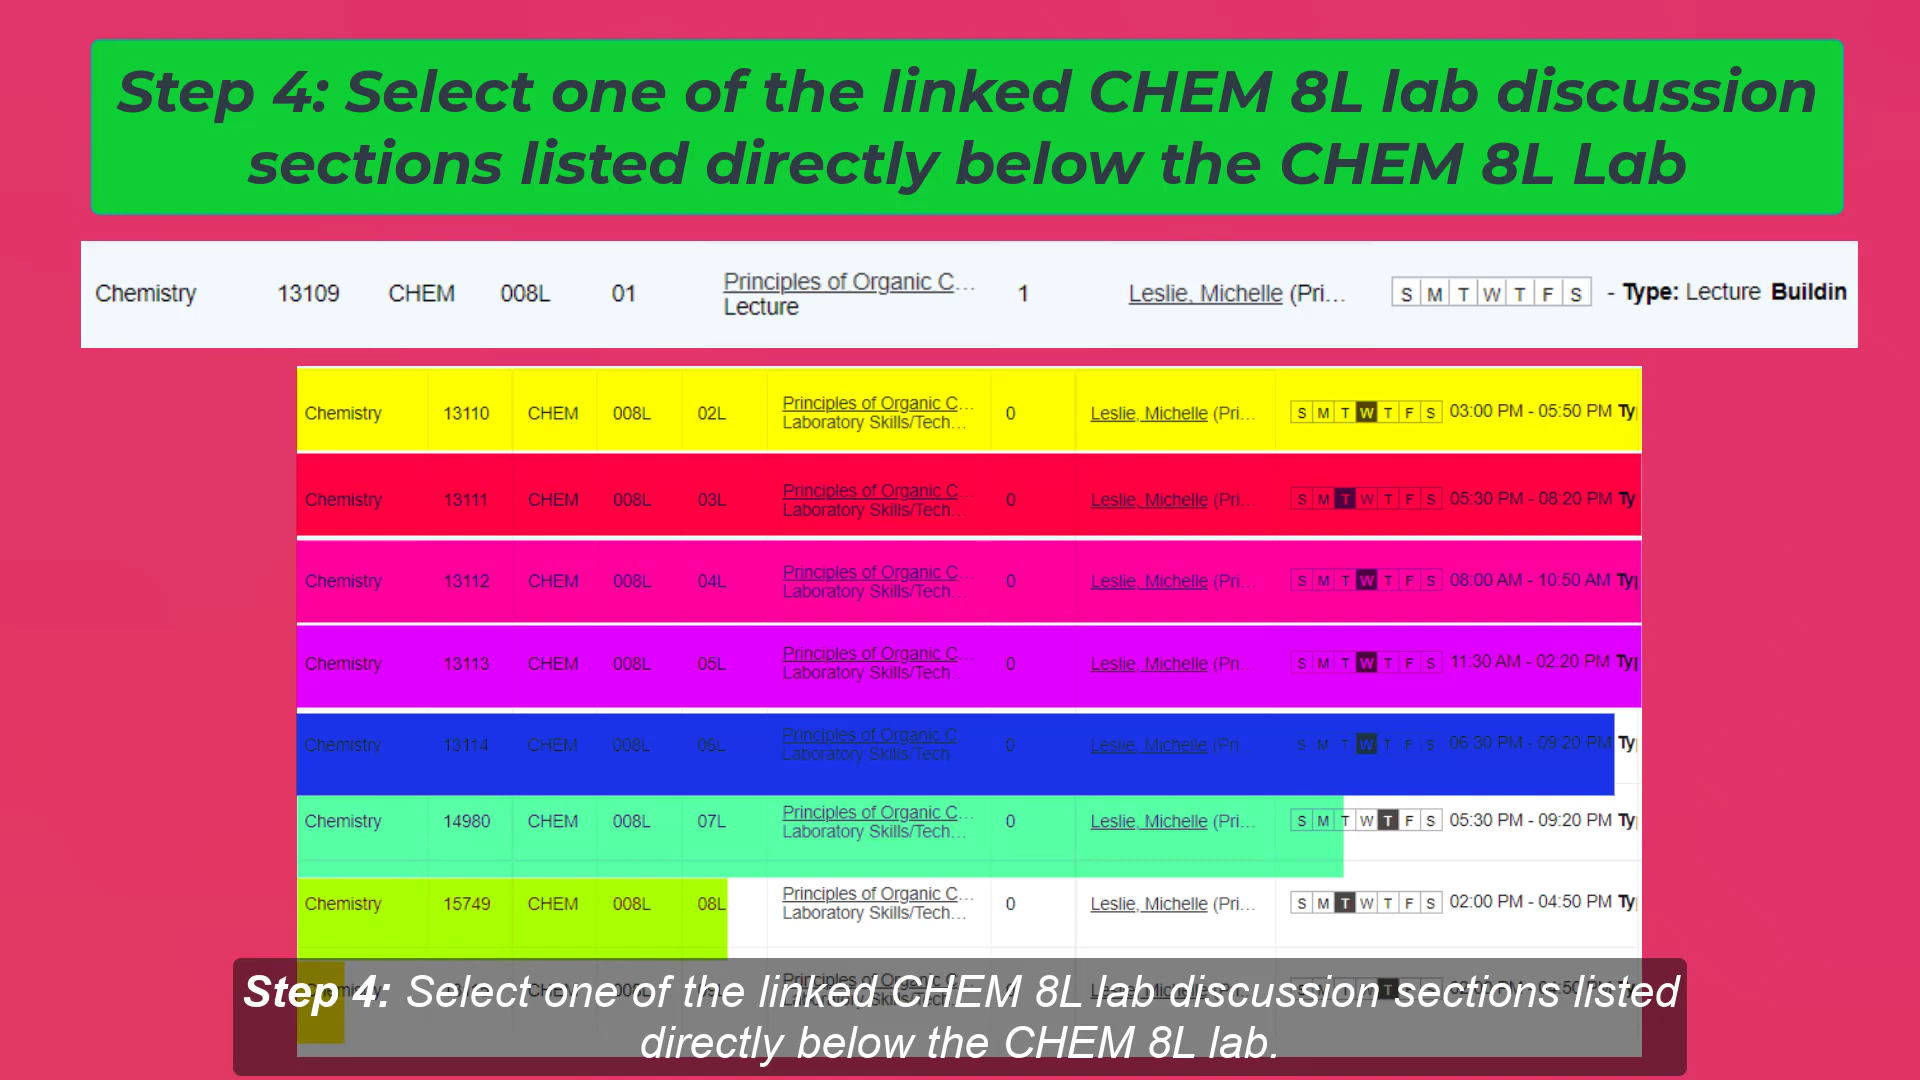 Step 4: Select one of the linked CHEM 8L lab discussion
sections listed directly below the CHEM 8L Lab
Chemistry 13109 CHEM 008L 01 Principles of Organic C... 1 Leslie, Michelle (Pri... S M T W T F S - Type: Lecture Buildin
Lecture
Chemistry 13110 CHEM 008L 02L Principles of Organic C... 0 Leslie, Michelle (Pri... S M T W T F S 03:00 PM - 05:50 PM Ty
Laboratory Skills/Tech...
Chemistry 13111 CHEM 008L 03L Principles of Organic C... 0 Leslie, Michelle (Pri... S M T W T F S 05:30 PM - 08:20 PM Ty
Laboratory Skills/Tech...
Chemistry 13112 CHEM 008L 04L Principles of Organic C... 0 Leslie, Michelle (Pri... S M T W T F S 08:00 AM - 10:50 AM Typ
Laboratory Skills/Tech...
Chemistry 13113 CHEM 008L 05L Principles of Organic C... 0 Leslie, Michelle (Pri... S M T W T F S 11:30 AM - 02:20 PM Typ
Laboratory Skills/Tech...
Chemistry 13114 CHEM 008L 06L Principles of Organic C 0 Leslie, Michelle (Pri S M T W T F S 06:30 PM - 09:20 PM Ty
Laboratory Skills/Tech
Chemistry 14980 CHEM 008L 07L Principles of Organic C... 0 Leslie, Michelle (Pri... S M T W T F S 05:30 PM - 09:20 PM Ty
Laboratory Skills/Tech...
Chemistry 15749 CHEM 008L 08L Principles of Organic C... 0 Leslie, Michelle (Pri... S M T W T F S 02:00 PM - 04:50 PM Ty
Laboratory Skills/Tech...
Step 4: Select one of the linked CHEM 8L lab discussion sections listed
directly below the CHEM 8L lab.